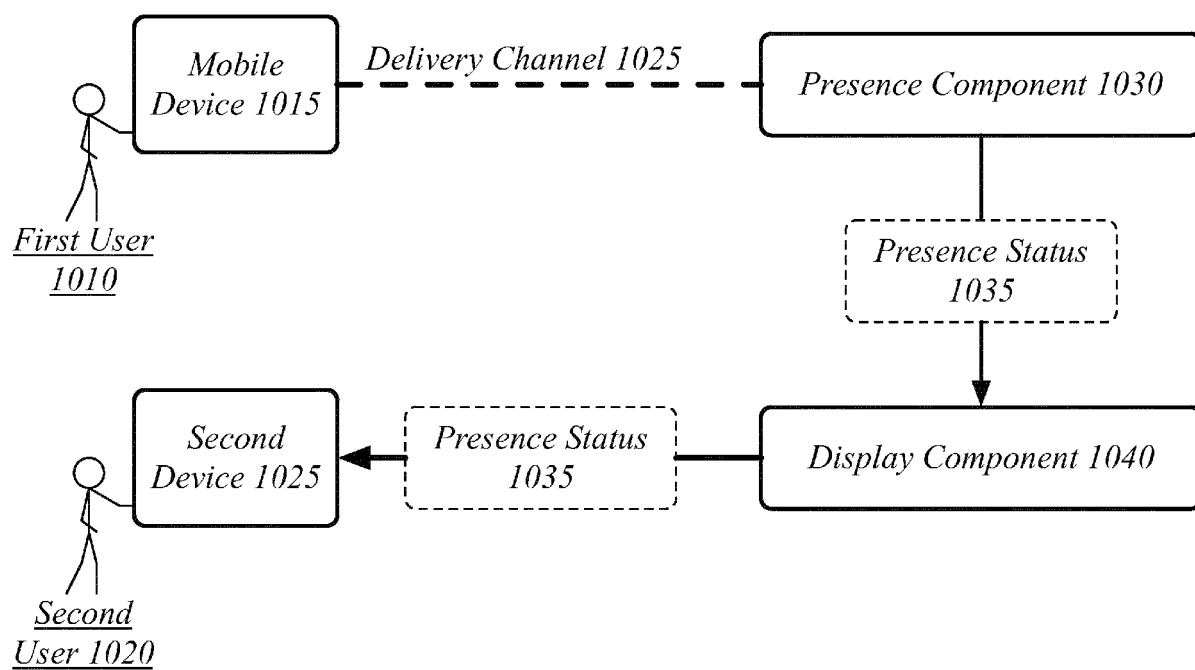 Mobile
Device 1015
Delivery Channel 1025
Presence Component 1030
First User
1010
Presence Status
1035
Second
Device 1025
Presence Status
1035
Display Component 1040
Second
User 1020